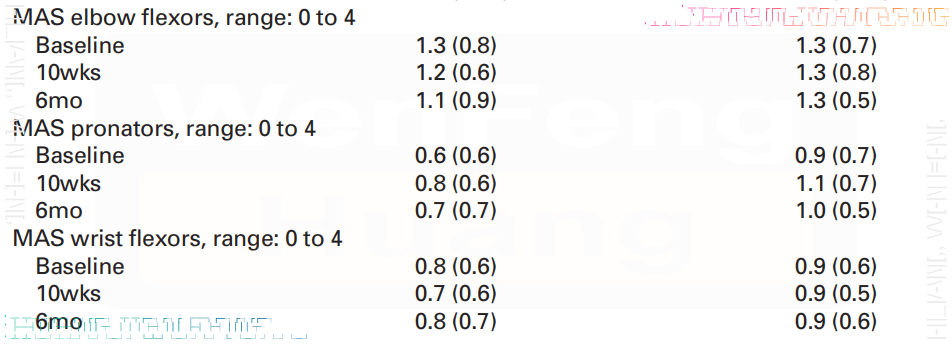 MAS elbow flexors, range: 0 to 4
Baseline 1.3 (0.8) 1.3 (0.7)
10wks 1.2 (0.6) 1.3 (0.8)
6mo 1.1 (0.9) 1.3 (0.5)
MAS pronators, range: 0 to 4
Baseline 0.6 (0.6) 0.9 (0.7)
10wks 0.8 (0.6) 1.1 (0.7)
6mo 0.7 (0.7) 1.0 (0.5)
MAS wrist flexors, range: 0 to 4
Baseline 0.8 (0.6) 0.9 (0.6)
10wks 0.7 (0.6) 0.9 (0.5)
6mo 0.8 (0.7) 0.9 (0.6)
WenFeng
Huang